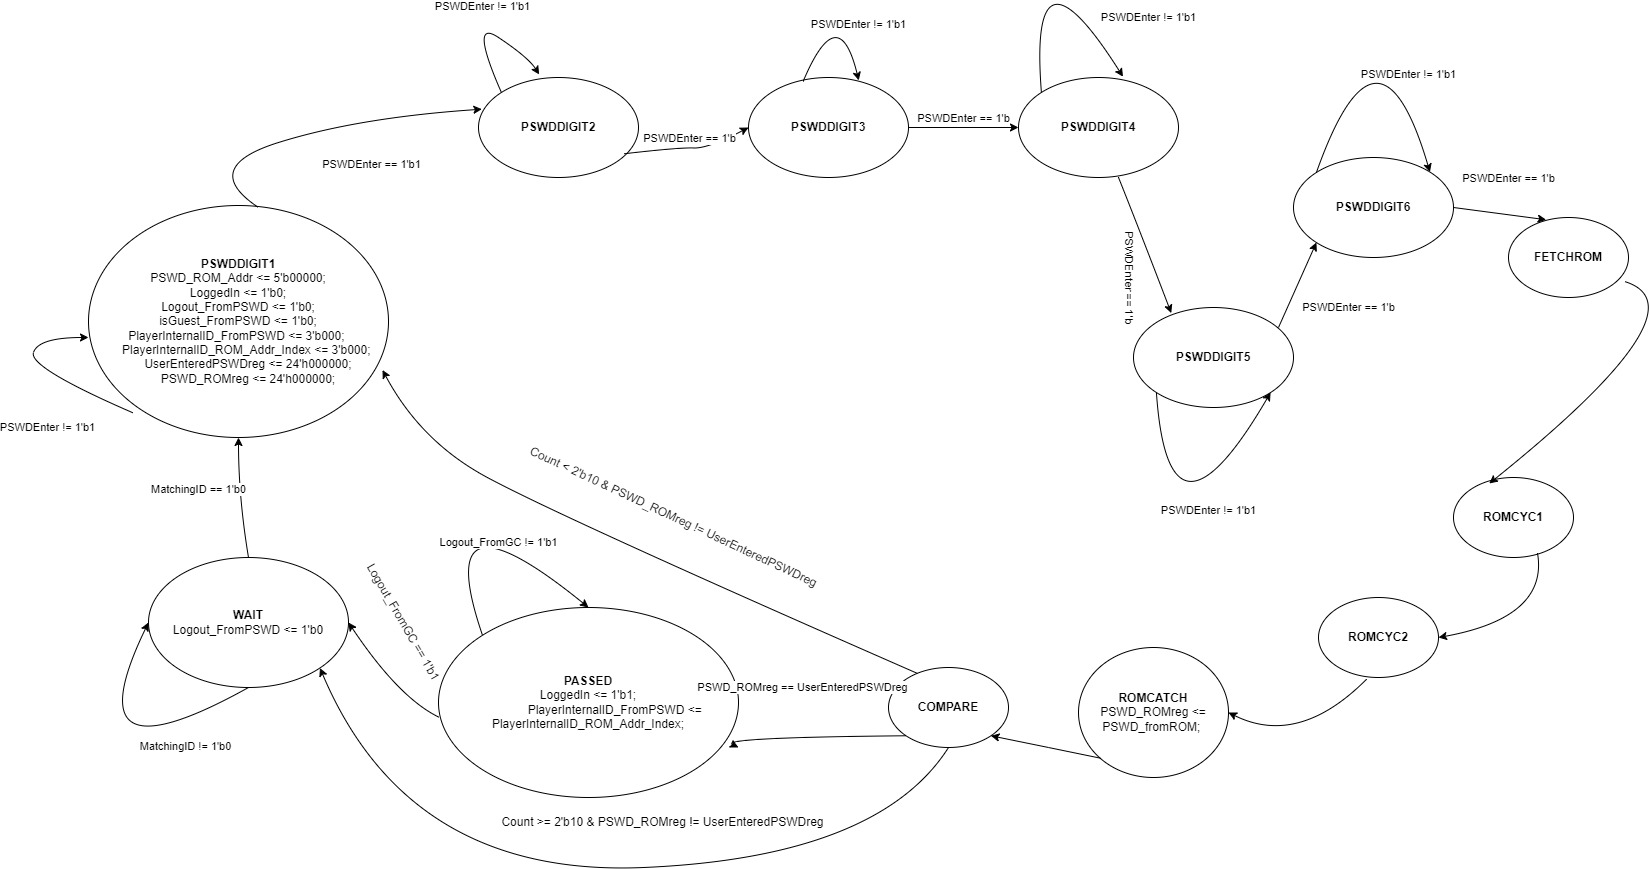 PSWDEnter != 1'b1
PSWDEnter != 1'b1
PSWDEnter != 1'b1
PSWDEnter != 1'b1
PSWDDIGIT2
PSWDEnter == 1'b
PSWDDIGIT3
PSWDEnter == 1'b
PSWDDIGIT4
PSWDEnter == 1'b1
PSWDEnter == 1'b
PSWDDIGIT6
FETCHROM
PSWDDIGIT1
PSWD_ROM_Addr <= 5'b00000;
LoggedIn <= 1'b0;
Logout_FromPSWD <= 1'b0;
isGuest_FromPSWD <= 1'b0;
PlayerInternalID_FromPSWD <= 3'b000;
PlayerInternalID_ROM_Addr_Index <= 3'b000;
UserEnteredPSWDreg <= 24'h000000;
PSWD_ROMreg <= 24'h000000;
PSWDEnter == 1'b
PSWDEnter == 1'b
PSWDDIGIT5
PSWDEnter != 1'b1
PSWDEnter != 1'b1
MatchingID == 1'b0
Count < 2'b10 & PSWD_ROMreg != UserEnteredPSWDreg
ROMCYC1
Logout_FromGC != 1'b1
Logout_FromGC == 1'b1
WAIT
Logout_FromPSWD <= 1'b0
ROMCYC2
PASSED
LoggedIn <= 1'b1;
PlayerInternalID_FromPSWD <=
PlayerInternalID_ROM_Addr_Index;
PSWD_ROMreg == UserEnteredPSWDreg
COMPARE
ROMCATCH
PSWD_ROMreg <=
PSWD_fromROM;
MatchingID != 1'b0
Count >= 2'b10 & PSWD_ROMreg != UserEnteredPSWDreg